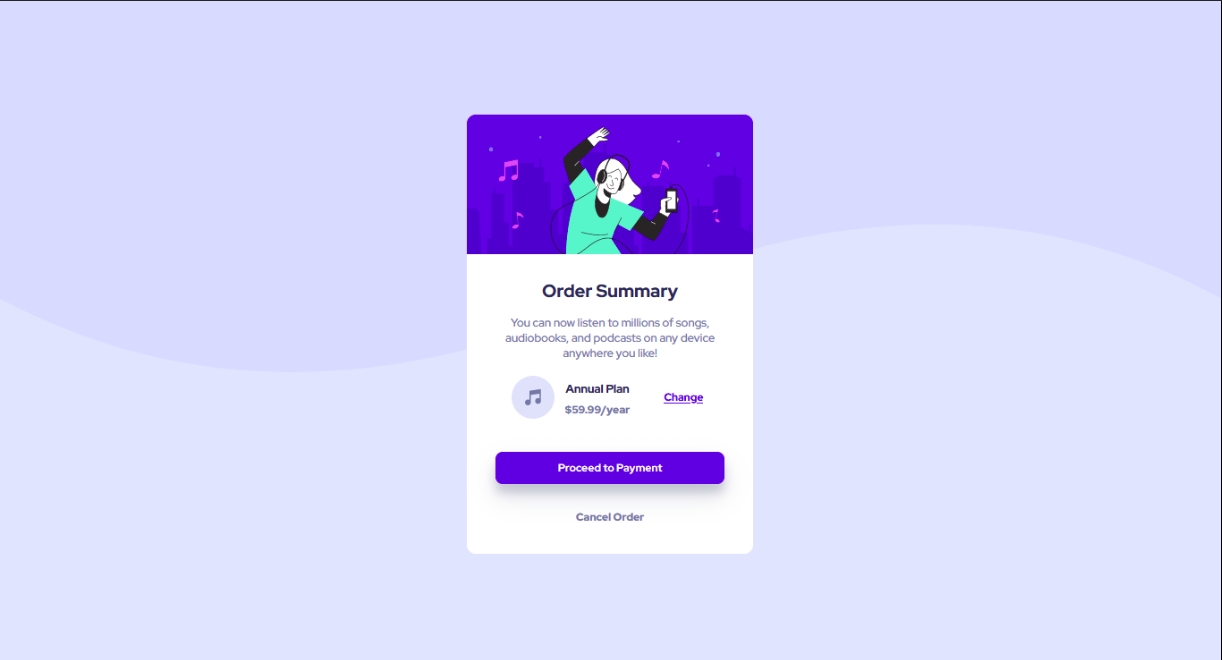 Order Summary
You can now listen to millions of songs,
audiobooks, and podcasts on any device
anywhere you like!
Annual Plan
$59.99/year
Change
Proceed to Payment
Cancel Order